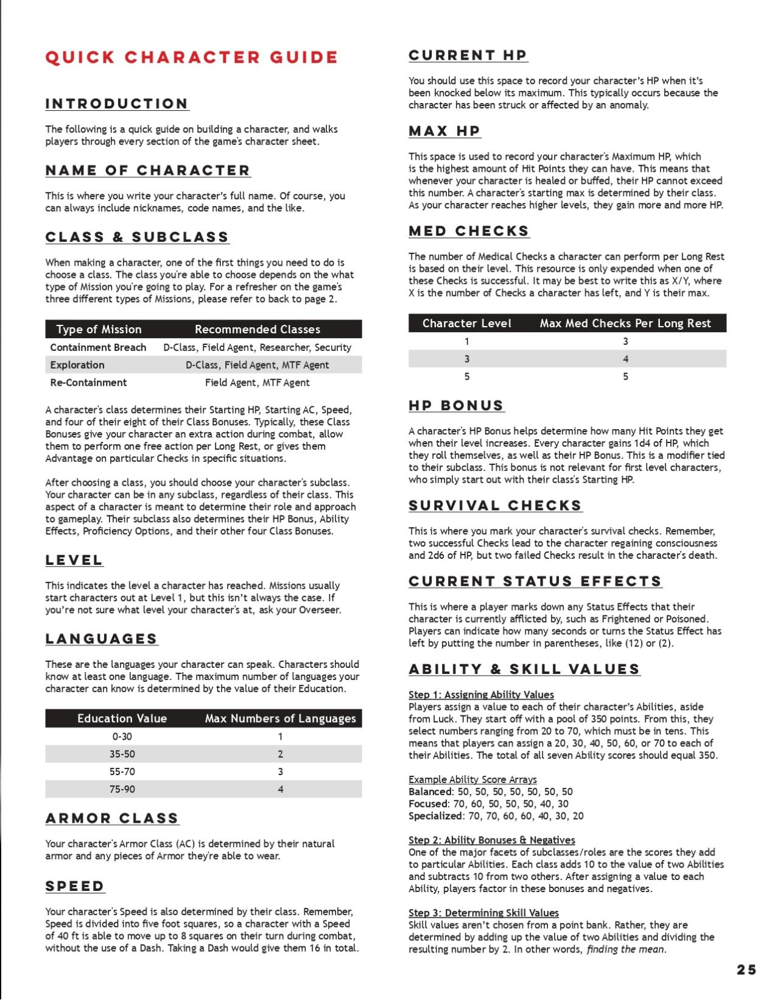 QUICK CHARACTER GUIDE
INTRODUCTION
The following is a quick guide on building a character, and walks
players through every section of the game's character sheet.
NAME OF CHARACTER
This is where you write your character’s full name. Of course, you
can always include nicknames, code names, and the like.
CLASS & SUBCLASS
When making a character, one of the first things you need to do is
choose a class. The class you're able to choose depends on the what
type of Mission you're going to play. For a refresher on the game's
three different types of Missions, please refer to back to page 2.
Type of Mission Recommended Classes
Containment Breach D-Class, Field Agent, Researcher, Security
Exploration D-Class, Field Agent, MTF Agent
Re-Containment Field Agent, MTF Agent
A character's class determines their Starting HP, Starting AC, Speed,
and four of their eight of their Class Bonuses. Typically, these Class
Bonuses give your character an extra action during combat, allow
them to perform one free action per Long Rest, or gives them
Advantage on particular Checks in specific situations.
After choosing a class, you should choose your character's subclass.
Your character can be in any subclass, regardless of their class. This
aspect of a character is meant to determine their role and approach
to gameplay. Their subclass also determines their HP Bonus, Ability
Effects, Proficiency Options, and their other four Class Bonuses.
LEVEL
This indicates the level a character has reached. Missions usually
start characters out at Level 1, but this isn’t always the case. If
you’re not sure what level your character's at, ask your Overseer.
LANGUAGES
These are the languages your character can speak. Characters should
know at least one language. The maximum number of languages your
character can know is determined by the value of their Education.
Education Value Max Numbers of Languages
0-30 1
35-50 2
55-70 3
75-90 4
ARMOR CLASS
Your character's Armor Class (AC) is determined by their natural
armor and any pieces of Armor they're able to wear.
SPEED
Your character's Speed is also determined by their class. Remember,
Speed is divided into five foot squares, so a character with a Speed
of 40 ft is able to move up to 8 squares on their turn during combat,
without the use of a Dash. Taking a Dash would give them 16 in total.
CURRENT HP
You should use this space to record your character’s HP when it’s
been knocked below its maximum. This typically occurs because the
character has been struck or affected by an anomaly.
MAX HP
This space is used to record your character's Maximum HP, which
is the highest amount of Hit Points they can have. This means that
whenever your character is healed or buffed, their HP cannot exceed
this number. A character's starting max is determined by their class.
As your character reaches higher levels, they gain more and more HP.
MED CHECKS
The number of Medical Checks a character can perform per Long Rest
is based on their level. This resource is only expended when one of
these Checks is successful. It may be best to write this as X/Y, where
X is the number of Checks a character has left, and Y is their max.
Character Level Max Med Checks Per Long Rest
1 3
3 4
5 5
HP BONUS
A character's HP Bonus helps determine how many Hit Points they get
when their level increases. Every character gains 1d4 of HP, which
they roll themselves, as well as their HP Bonus. This is a modifier tied
to their subclass. This bonus is not relevant for first level characters,
who simply start out with their class's Starting HP.
SURVIVAL CHECKS
This is where you mark your character's survival checks. Remember,
two successful Checks lead to the character regaining consciousness
and 2d6 of HP, but two failed Checks result in the character's death.
CURRENT STATUS EFFECTS
This is where a player marks down any Status Effects that their
character is currently afflicted by, such as Frightened or Poisoned.
Players can indicate how many seconds or turns the Status Effect has
left by putting the number in parentheses, like (12) or (2).
ABILITY & SKILL VALUES
Step 1: Assigning Ability Values
Players assign a value to each of their character’s Abilities, aside
from Luck. They start off with a pool of 350 points. From this, they
select numbers ranging from 20 to 70, which must be in tens. This
means that players can assign a 20, 30, 40, 50, 60, or 70 to each of
their Abilities. The total of all seven Ability scores should equal 350.
Example Ability Score Arrays
Balanced: 50, 50, 50, 50, 50, 50, 50
Focused: 70, 60, 50, 50, 50, 40, 30
Specialized: 70, 70, 60, 60, 40, 30, 20
Step 2: Ability Bonuses & Negatives
One of the major facets of subclasses/roles are the scores they add
to particular Abilities. Each class adds 10 to the value of two Abilities
and subtracts 10 from two others. After assigning a value to each
Ability, players factor in these bonuses and negatives.
Step 3: Determining Skill Values
Skill values aren’t chosen from a point bank. Rather, they are
determined by adding up the value of two Abilities and dividing the
resulting number by 2. In other words, finding the mean.
25